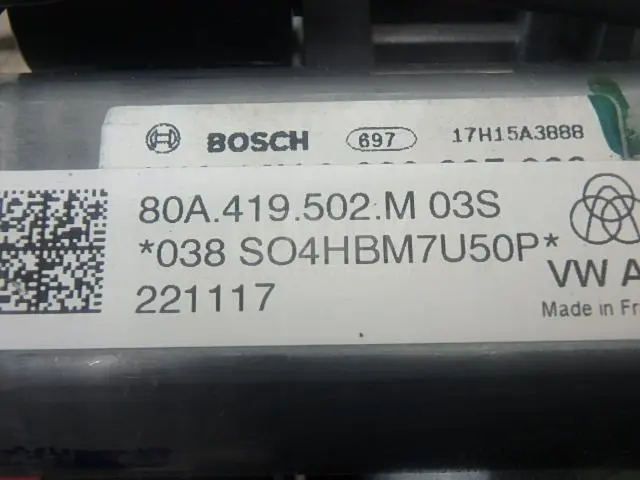 BOSCH 697 17H15A3888
80A.419.502.M 03S
*038 SO4HBM7U50P*
221117
VW A
Made in Fr